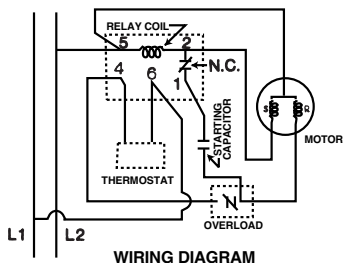 RELAY COIL
5
2
N.C.
4
6
1
STARTING
CAPACITOR
S
R
MOTOR
THERMOSTAT
OVERLOAD
L1
L2
WIRING DIAGRAM